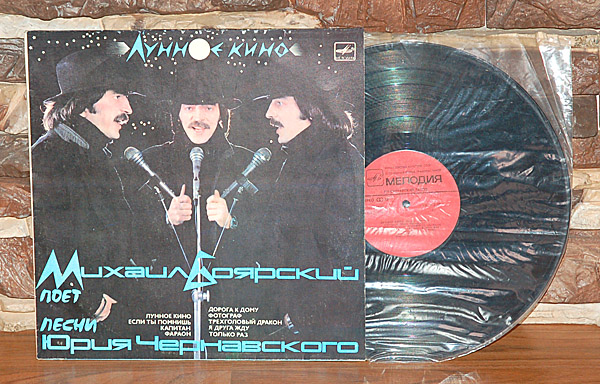 Лунное кино
МЕЛОДИЯ
Михаил Боярский
поет
песни
Юрия Чернавского
ЛУННОЕ КИНО
ЕСЛИ ТЫ ПОМНИШЬ
КАПИТАН
ФАРАОН
ДОРОГА К ДОМУ
ФОТОГРАФ
ТРЕХГОЛОВЫЙ ДРАКОН
Я ДРУГА ЖДУ
ТОЛЬКО РАЗ
МЕЛОДИЯ